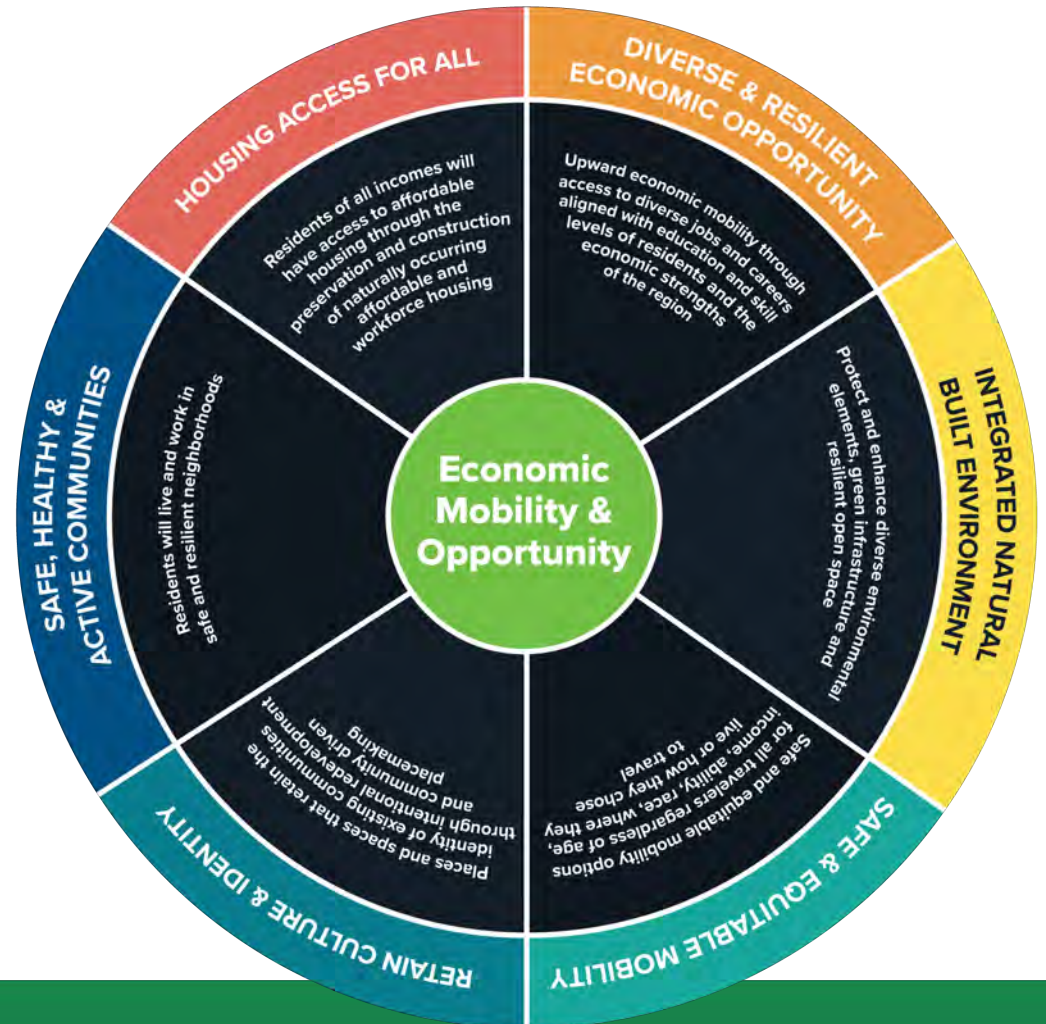 HOUSING ACCESS FOR ALL
Residents of all incomes will
have access to affordable
housing through the
preservation and construction
of naturally occurring
affordable and
workforce housing
DIVERSE & RESILIENT
ECONOMIC OPPORTUNITY
Upward economic mobility through
access to diverse jobs and careers
aligned with education and skill
levels of residents and the
economic strengths
of the region
INTEGRATED NATURAL
BUILT ENVIRONMENT
Protect and enhance diverse environmental
elements, green infrastructure and
resilient open space
SAFE & EQUITABLE MOBILITY
Safe and equitable mobility options
for all travelers regardless of age,
income, ability, race, where they
live or how they chose
to travel
RETAIN CULTURE & IDENTITY
Places and spaces that retain the
identity of existing communities
through intentional redevelopment
and community driven
placemaking
SAFE, HEALTHY &
ACTIVE COMMUNITIES
Residents will live and work in
safe and resilient neighborhoods
Economic
Mobility &
Opportunity